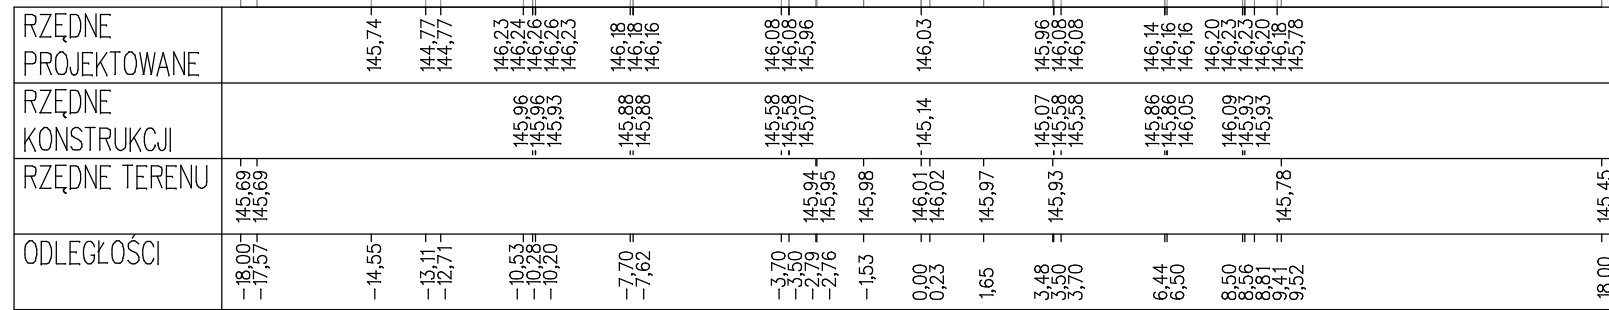 RZĘDNE
PROJEKTOWANE
145,74 144,77 144,77 146,23 146,24 146,26 146,26 146,23 146,18 146,18 146,16 146,08 146,08 145,96 146,03 145,96 146,08 146,08 146,14 146,16 146,16 146,20 146,23 146,23 146,20 146,18 145,78
RZĘDNE
KONSTRUKCJI
145,96 145,96 145,93 145,88 145,88 145,58 145,58 145,07 145,14 145,07 145,58 145,58 145,86 145,86 146,05 146,09 145,93 145,93
RZĘDNE TERENU
145,69 145,69 145,94 145,95 145,98 146,01 146,02 145,97 145,93 145,78 145,45
ODLEGŁOŚCI
-18,00 -17,57 -14,55 -13,11 -12,71 -10,53 -10,28 -10,20 -7,70 -7,62 -3,70 -3,50 -2,79 -2,76 -1,53 0,00 0,23 1,65 3,48 3,50 3,70 6,44 6,50 8,50 8,56 8,81 9,41 9,52 18,00